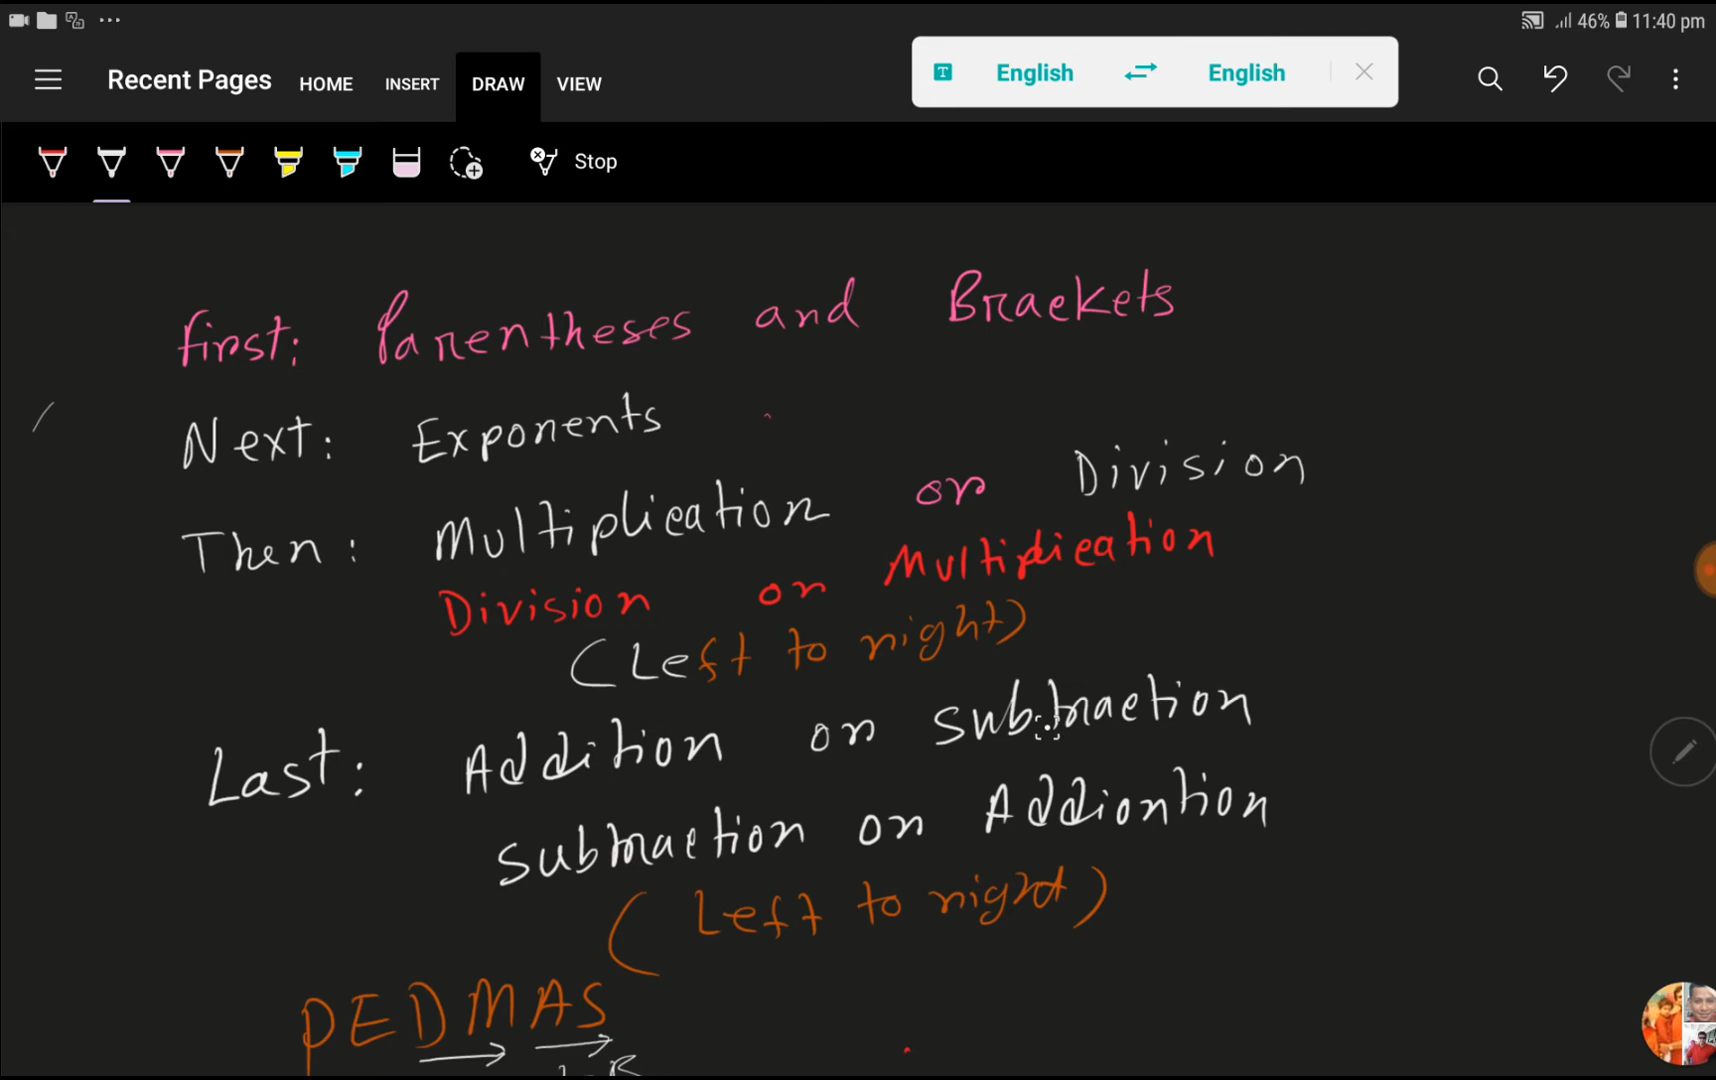 46% 11:40 pm
Recent Pages HOME INSERT DRAW VIEW
English English
Stop
First: Parentheses and Brackets
Next: Exponents
Then: Multiplication or Division
Division or Multiplication
(Left to right)
Last: Addition or subtraction
subtraction or Addiontion
(Left to right)
PEDMAS